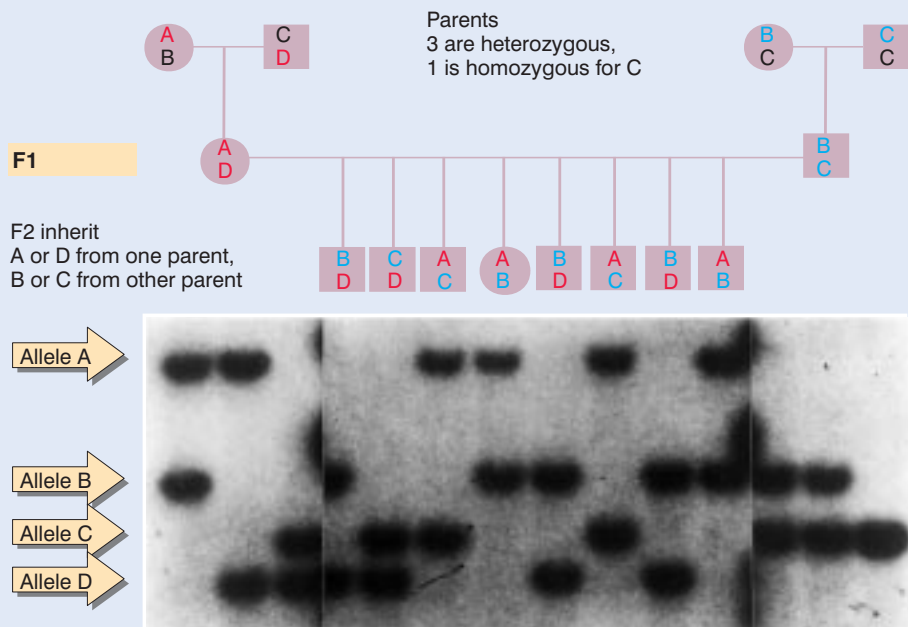 A
B
C
D
Parents
3 are heterozygous,
1 is homozygous for C
B
C
C
C
F1
A
D
B
C
F2 inherit
A or D from one parent,
B or C from other parent
B
D
C
D
A
C
A
B
B
D
A
C
B
D
A
B
Allele A
Allele B
Allele C
Allele D